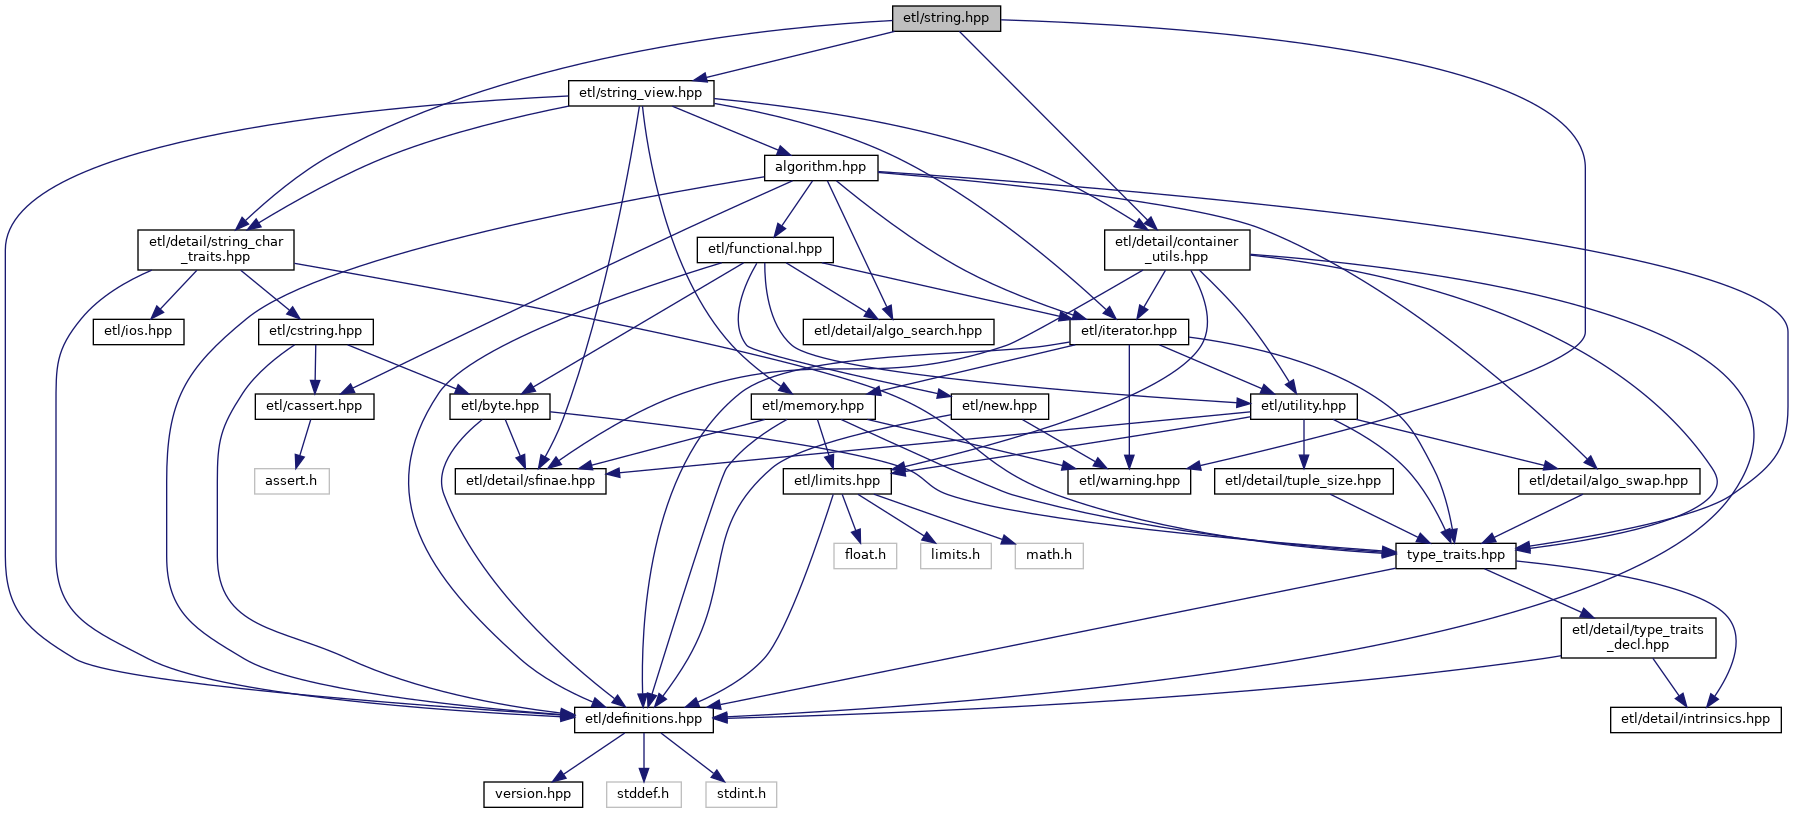 etl/string.hpp
etl/string_view.hpp
algorithm.hpp
etl/detail/string_char
_traits.hpp
etl/functional.hpp
etl/detail/container
_utils.hpp
etl/ios.hpp
etl/cstring.hpp
etl/detail/algo_search.hpp
etl/iterator.hpp
etl/cassert.hpp
etl/byte.hpp
etl/memory.hpp
etl/new.hpp
etl/utility.hpp
assert.h
etl/detail/sfinae.hpp
etl/limits.hpp
etl/warning.hpp
etl/detail/tuple_size.hpp
etl/detail/algo_swap.hpp
float.h
limits.h
math.h
type_traits.hpp
etl/detail/type_traits
_decl.hpp
etl/definitions.hpp
etl/detail/intrinsics.hpp
version.hpp
stddef.h
stdint.h